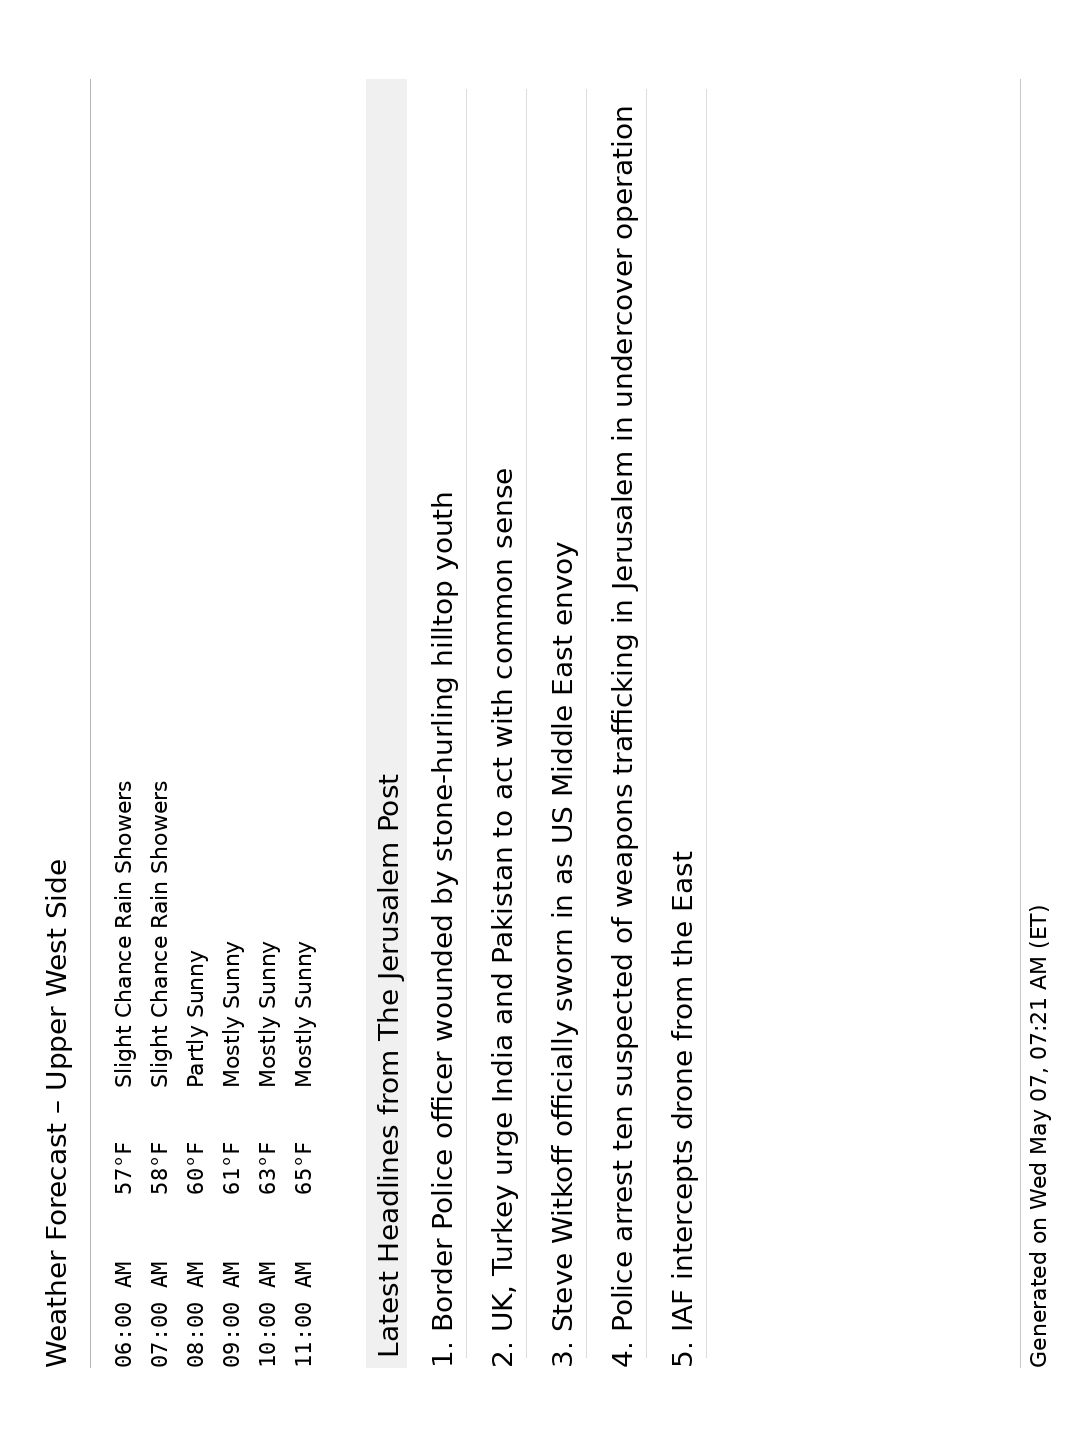 Weather Forecast – Upper West Side
06:00 AM 57°F Slight Chance Rain Showers
07:00 AM 58°F Slight Chance Rain Showers
08:00 AM 60°F Partly Sunny
09:00 AM 61°F Mostly Sunny
10:00 AM 63°F Mostly Sunny
11:00 AM 65°F Mostly Sunny
Latest Headlines from The Jerusalem Post
1. Border Police officer wounded by stone-hurling hilltop youth
2. UK, Turkey urge India and Pakistan to act with common sense
3. Steve Witkoff officially sworn in as US Middle East envoy
4. Police arrest ten suspected of weapons trafficking in Jerusalem in undercover operation
5. IAF intercepts drone from the East
Generated on Wed May 07, 07:21 AM (ET)